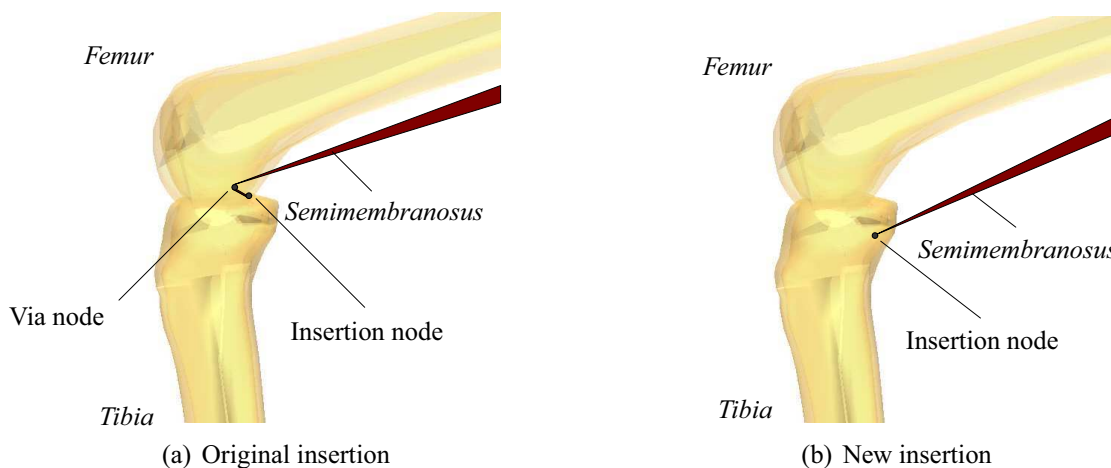 Femur
Semimembranosus
Via node
Insertion node
Tibia
(a) Original insertion
Femur
Semimembranosus
Insertion node
Tibia
(b) New insertion